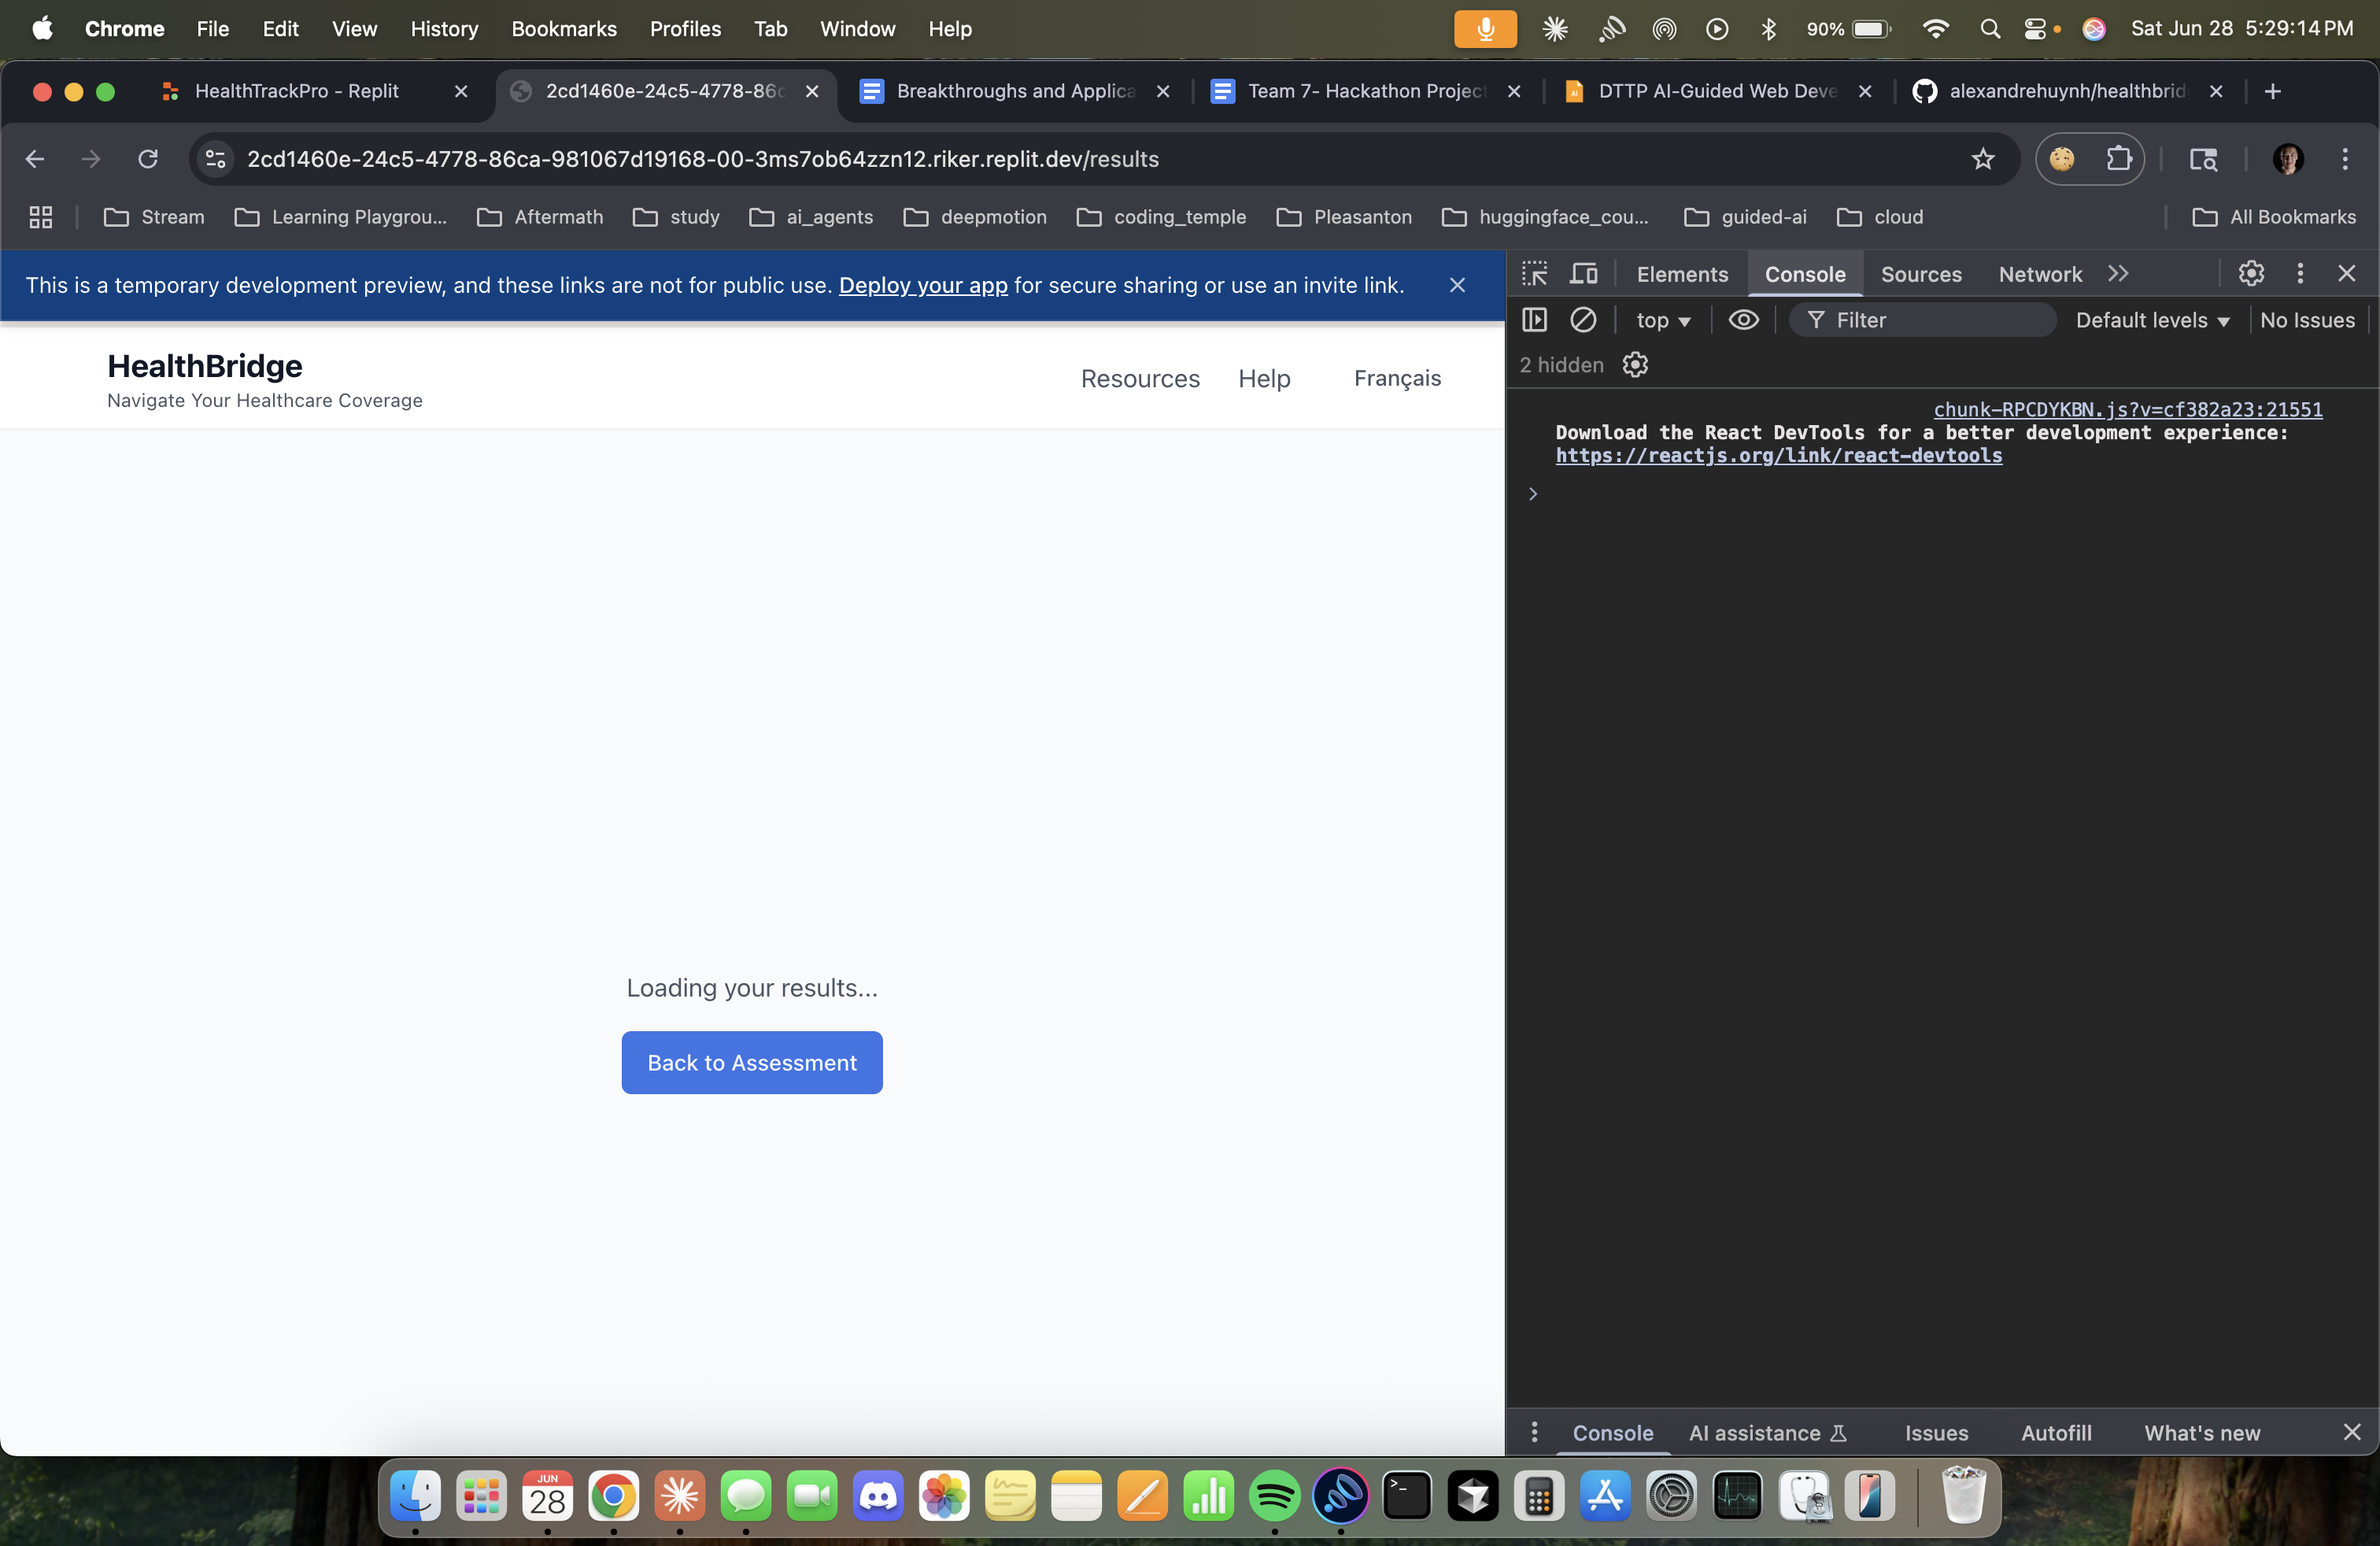 Chrome File Edit View History Bookmarks Profiles Tab Window Help 90% Sat Jun 28 5:29:14 PM
HealthTrackPro - Replit 2cd1460e-24c5-4778-86c Breakthroughs and Applica Team 7- Hackathon Project DTTP AI-Guided Web Deve alexandrehuynh/healthbrid
2cd1460e-24c5-4778-86ca-981067d19168-00-3ms7ob64zzn12.riker.replit.dev/results
Stream Learning Playgrou... Aftermath study ai_agents deepmotion coding_temple Pleasanton huggingface_cou... guided-ai cloud All Bookmarks
This is a temporary development preview, and these links are not for public use. Deploy your app for secure sharing or use an invite link.
HealthBridge
Navigate Your Healthcare Coverage
Resources Help Français
Loading your results...
Back to Assessment
Elements Console Sources Network
top Filter Default levels No Issues
2 hidden
chunk-RPCDYKBN.js?v=cf382a23:21551
Download the React DevTools for a better development experience:
https://reactjs.org/link/react-devtools
Console AI assistance Issues Autofill What's new
JUN
28